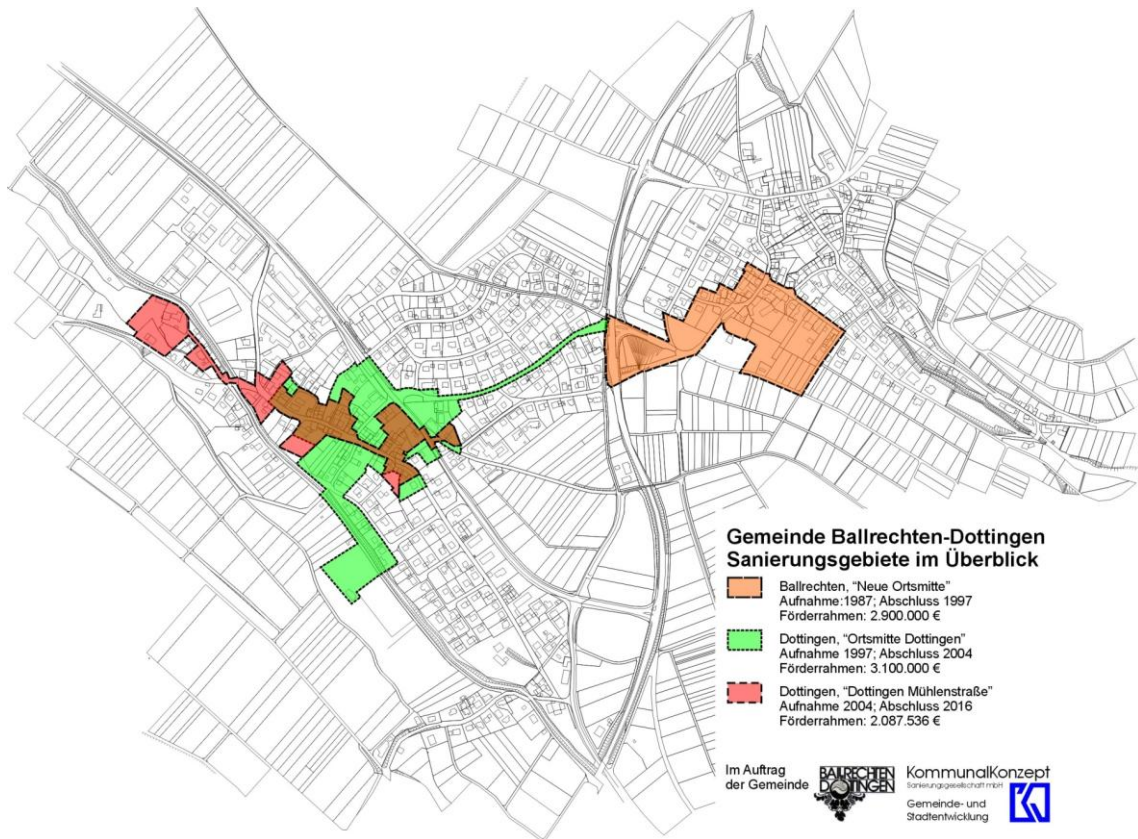 Gemeinde Ballrechten-Dottingen
Sanierungsgebiete im Überblick
Ballrechten, "Neue Ortsmitte"
Aufnahme:1987; Abschluss 1997
Förderrahmen: 2.900.000 €
Dottingen, "Ortsmitte Dottingen"
Aufnahme 1997; Abschluss 2004
Förderrahmen: 3.100.000 €
Dottingen, "Dottingen Mühlenstraße"
Aufnahme 2004; Abschluss 2016
Förderrahmen: 2.087.536 €
Im Auftrag
der Gemeinde
BALLRECHTEN
DOTTINGEN
KommunalKonzept
Sanierungsgesellschaft mbH
Gemeinde- und
Stadtentwicklung